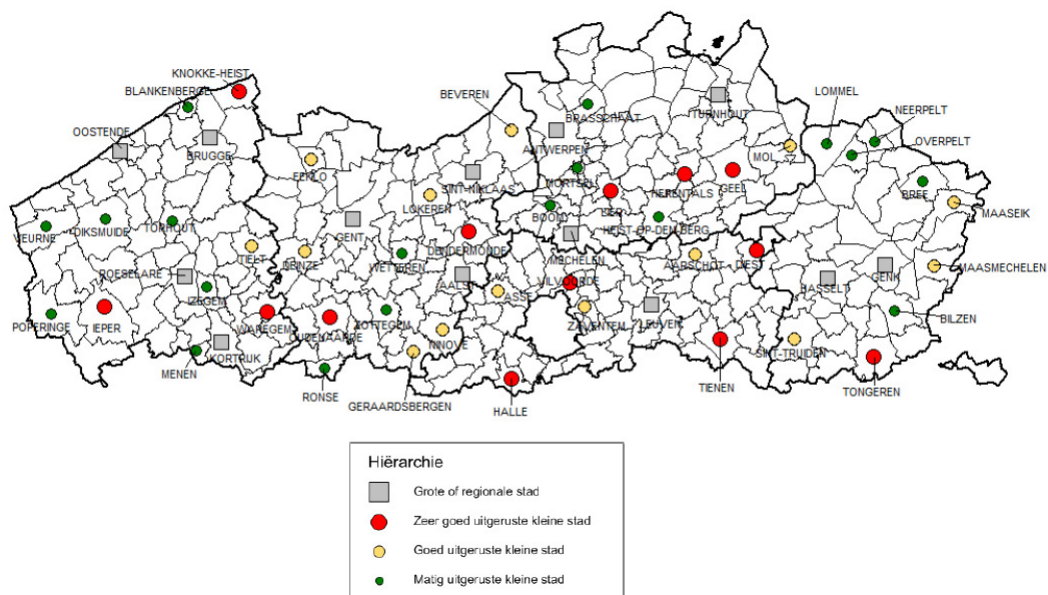 KNOKKE-HEIST
BLANKENBERGE
OOSTENDE
BRUGGE
BEVEREN
BRASSCHAAT
TURNHOUT
LOMMEL
NEERPELT
OVERPELT
ANTWERPEN
MOL
EEKLO
SINT-NIKLAAS
MORTSEL
HERENTALS
GEEL
BREE
LOKEREN
LIER
MAASEIK
BOOM
VEURNE
DIKSMUIDE
TORHOUT
GENT
HEIST-OP-DEN-BERG
DENDERMONDE
TIELT
DEINZE
WETTEREN
MECHELEN
AARSCHOT
DIEST
MAASMECHELEN
ROESELARE
AALST
VILVOORDE
GENK
HASSELT
IZEGEM
ASSE
POPERINGE
IEPER
WAREGEM
OUDENAARDE
ZOTTEGEM
ZAVENTEM
LEUVEN
BILZEN
NINOVE
KORTRIJK
SINT-TRUIDEN
MENEN
RONSE
GERAARDSBERGEN
HALLE
TIENEN
TONGEREN
Hiërarchie
Grote of regionale stad
Zeer goed uitgeruste kleine stad
Goed uitgeruste kleine stad
Matig uitgeruste kleine stad